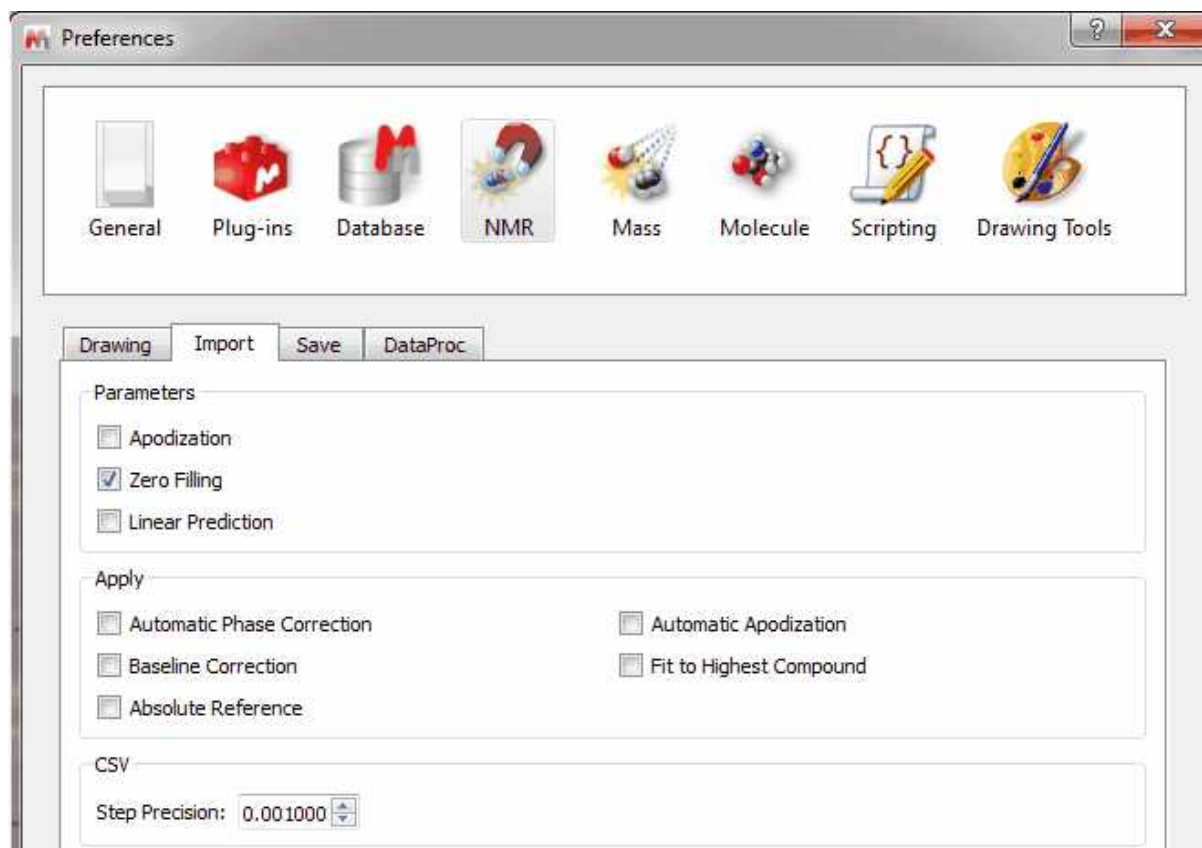 Preferences
General Plug-ins Database NMR Mass Molecule Scripting Drawing Tools
Drawing Import Save DataProc
Parameters
Apodization
Zero Filling
Linear Prediction
Apply
Automatic Phase Correction Automatic Apodization
Baseline Correction Fit to Highest Compound
Absolute Reference
CSV
Step Precision: 0.001000